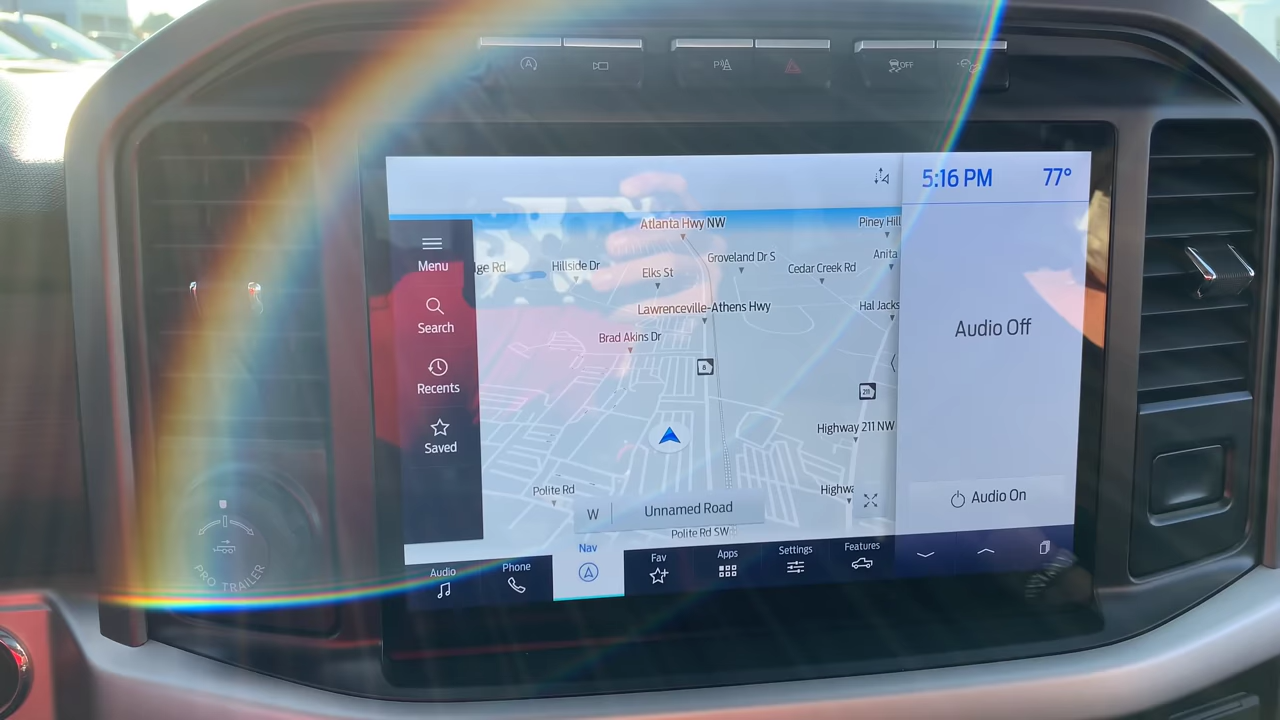 A
P
OFF
5:16 PM 77°
Atlanta Hwy NW
Piney Hill
ge Rd
Hillside Dr
Elks St
Groveland Dr S
Cedar Creek Rd
Anita
Lawrenceville-Athens Hwy
Hal Jacks
Brad Akins Dr
8
211
Highway 211 NW
Polite Rd
Highwa
W Unnamed Road
Polite Rd SW
Menu
Search
Recents
Saved
Audio Off
Audio On
Audio
Phone
Nav
Fav
Apps
Settings
Features
PRO TRAILER